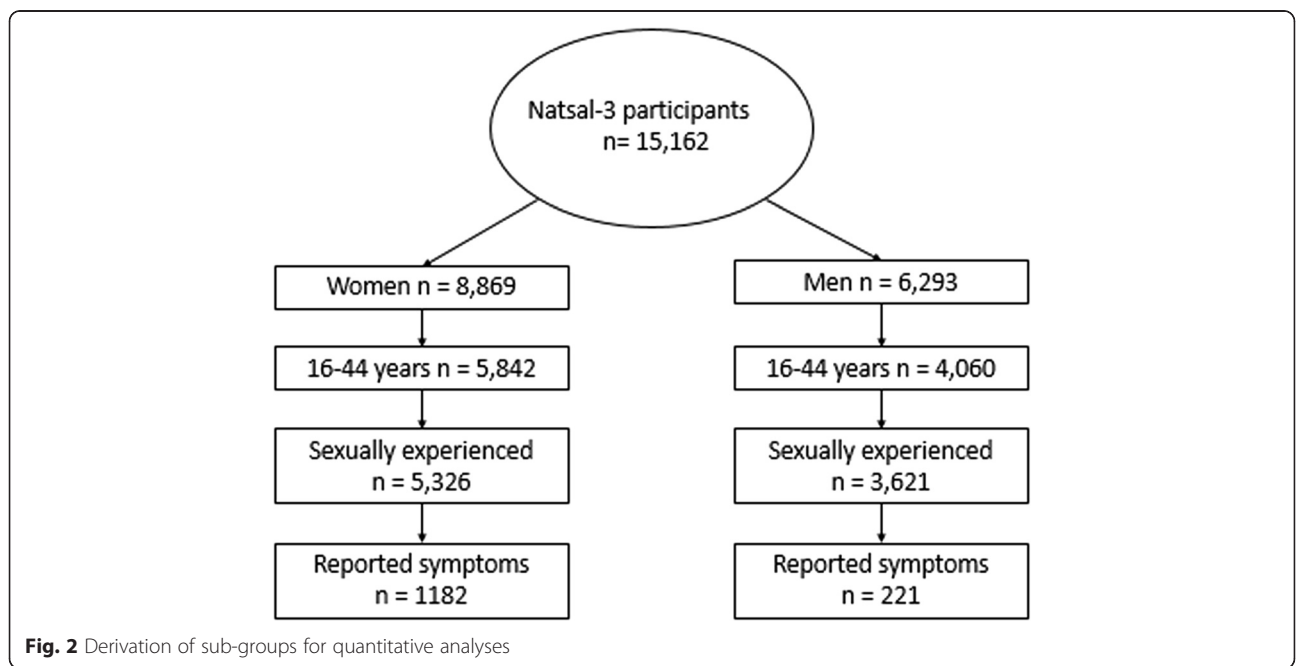 Natsal-3 participants
n= 15,162
Women n = 8,869
16-44 years n = 5,842
Sexually experienced
n = 5,326
Reported symptoms
n = 1182
Men n = 6,293
16-44 years n = 4,060
Sexually experienced
n = 3,621
Reported symptoms
n = 221
Fig. 2 Derivation of sub-groups for quantitative analyses